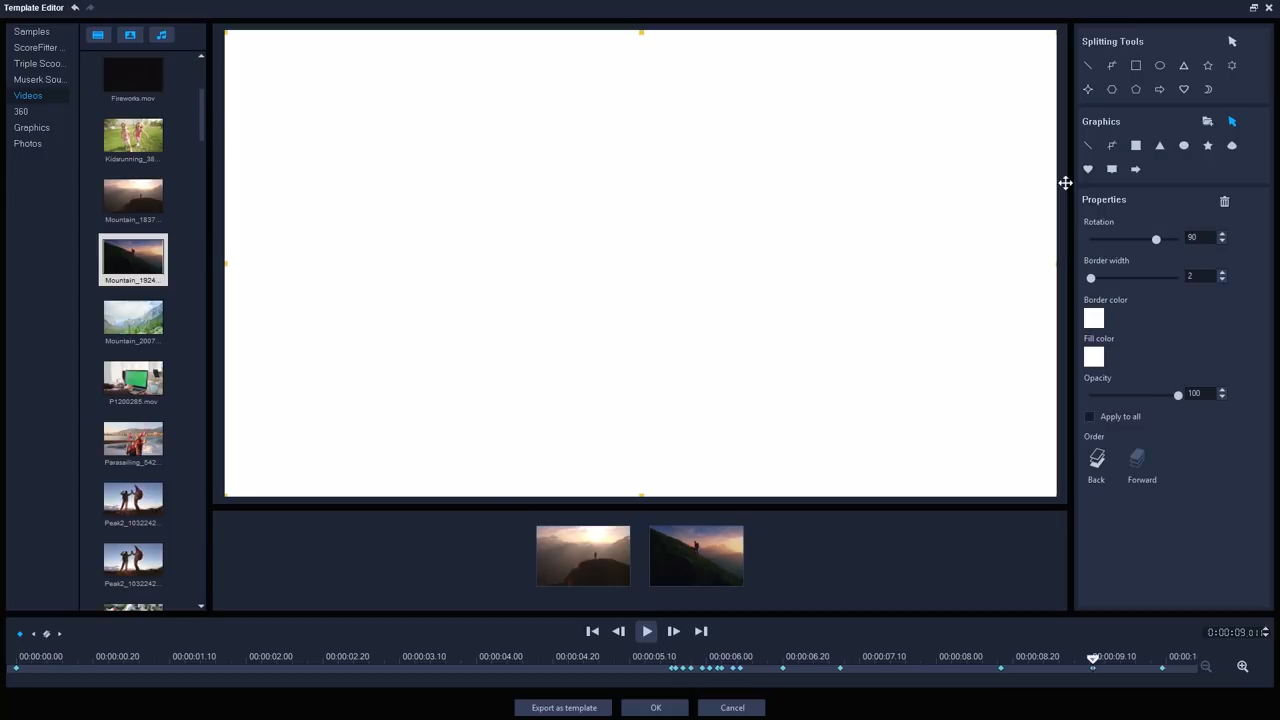 Template Editor
Samples
ScoreFitter ...
Triple Scoo...
Muserk Sou...
Videos
360
Graphics
Photos
Fireworks.mov
Kidsrunning_38...
Mountain_1837...
Mountain_1924...
Mountain_2007...
P1200285.mov
Parasailing_542...
Peak2_1032242...
Peak2_1032242...
Splitting Tools
Graphics
Properties
Rotation
90
Border width
2
Border color
Fill color
Opacity
100
Apply to all
Order
Back
Forward
0:00:09.011
00:00:00.00
00:00:00.20
00:00:01.10
00:00:02.00
00:00:02.20
00:00:03.10
00:00:04.00
00:00:04.20
00:00:05.10
00:00:06.00
00:00:06.20
00:00:07.10
00:00:08.00
00:00:08.20
00:00:09.10
00:00:1
Export as template
OK
Cancel